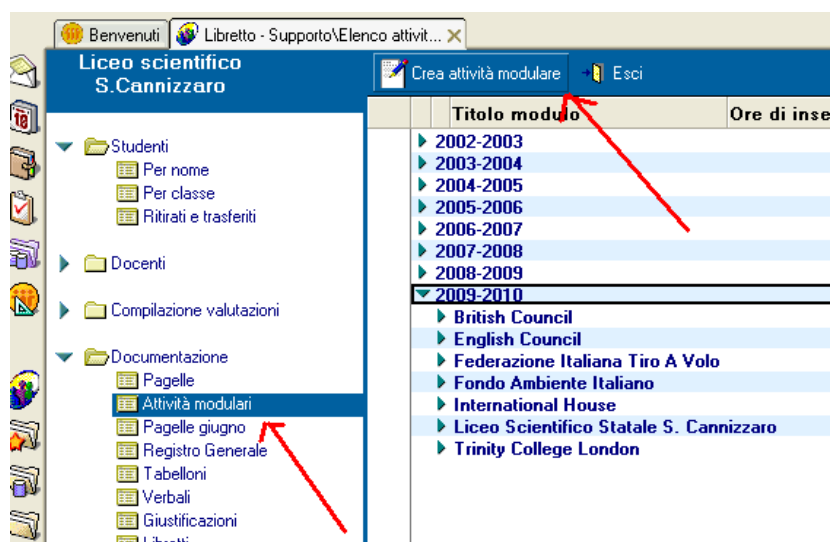 Benvenuti
Libretto - Supporto\Elenco attivit...
Liceo scientifico
S.Cannizzaro
Crea attività modulare
Esci
Titolo modulo
Ore di inse
Studenti
Per nome
Per classe
Ritirati e trasferiti
Docenti
Compilazione valutazioni
Documentazione
Pagelle
Attività modulari
Pagelle giugno
Registro Generale
Tabelloni
Verbali
Giustificazioni
Libretti
2002-2003
2003-2004
2004-2005
2005-2006
2006-2007
2007-2008
2008-2009
2009-2010
British Council
English Council
Federazione Italiana Tiro A Volo
Fondo Ambiente Italiano
International House
Liceo Scientifico Statale S. Cannizzaro
Trinity College London
18